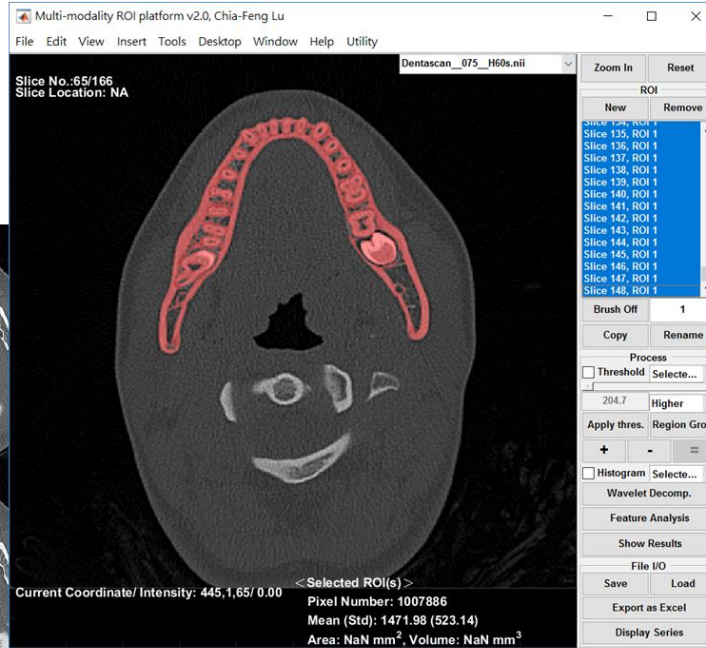 Multi-modality ROI platform v2.0, Chia-Feng Lu
File Edit View Insert Tools Desktop Window Help Utility
Dentascan__075__H60s.nii
Slice No.:65/166
Slice Location: NA
Zoom In Reset
ROI
New Remove
Slice 134, ROI 1
Slice 135, ROI 1
Slice 136, ROI 1
Slice 137, ROI 1
Slice 138, ROI 1
Slice 139, ROI 1
Slice 140, ROI 1
Slice 141, ROI 1
Slice 142, ROI 1
Slice 143, ROI 1
Slice 144, ROI 1
Slice 145, ROI 1
Slice 146, ROI 1
Slice 147, ROI 1
Slice 148, ROI 1
Brush Off 1
Copy Rename
Process
Threshold Selecte...
204.7 Higher
Apply thres. Region Gro
+ - =
Histogram Selecte...
Wavelet Decomp.
Feature Analysis
Show Results
File I/O
Save Load
Export as Excel
Display Series
Current Coordinate/ Intensity: 445,1,65/ 0.00
<Selected ROI(s)>
Pixel Number: 1007886
Mean (Std): 1471.98 (523.14)
Area: NaN mm², Volume: NaN mm³